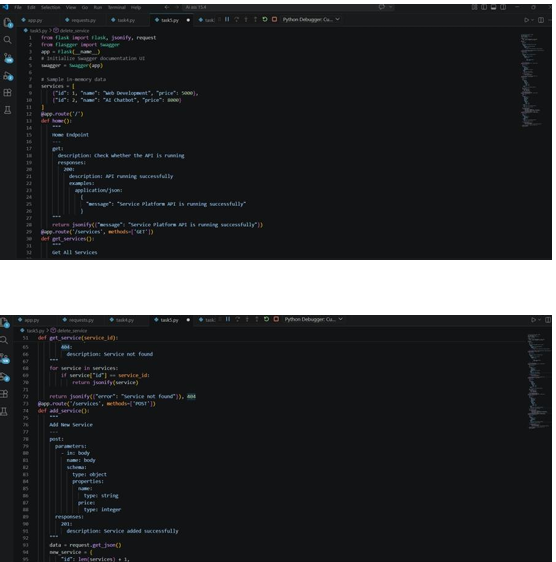 File Edit Selection View Go Run Terminal Help
app.py requests.py task4.py task5.py Python Debugger: Cu...
task5.py > delete_service
1 from flask import Flask, jsonify, request
2 from flasgger import Swagger
3 app = Flask(__name__)
4 # Initialize Swagger documentation UI
5 swagger = Swagger(app)
6
7 # Sample in-memory data
8 services = [
9 {"id": 1, "name": "Web Development", "price": 5000},
10 {"id": 2, "name": "AI Chatbot", "price": 8000}
11 ]
12 @app.route('/')
13 def home():
14 """
15 Home Endpoint
16 ---
17 get:
18 description: Check whether the API is running
19 responses:
20 200:
21 description: API running successfully
22 examples:
23 application/json:
24 {
25 "message": "Service Platform API is running successfully"
26 }
27 """
28 return jsonify({"message": "Service Platform API is running successfully"})
29 @app.route('/services', methods=['GET'])
30 def get_services():
31 """
32 Get All Services
app.py requests.py task4.py task5.py Python Debugger: Cu...
task5.py > delete_service
51 def get_service(service_id):
65 404:
66 description: Service not found
67 """
68 for service in services:
69 if service["id"] == service_id:
70 return jsonify(service)
71
72 return jsonify({"error": "Service not found"}), 404
73 @app.route('/services', methods=['POST'])
74 def add_service():
75 """
76 Add New Service
77 ---
78 post:
79 parameters:
80 - in: body
81 name: body
82 schema:
83 type: object
84 properties:
85 name:
86 type: string
87 price:
88 type: integer
89 responses:
90 201:
91 description: Service added successfully
92 """
93 data = request.get_json()
94 new_service = {
95 "id": len(services) + 1,